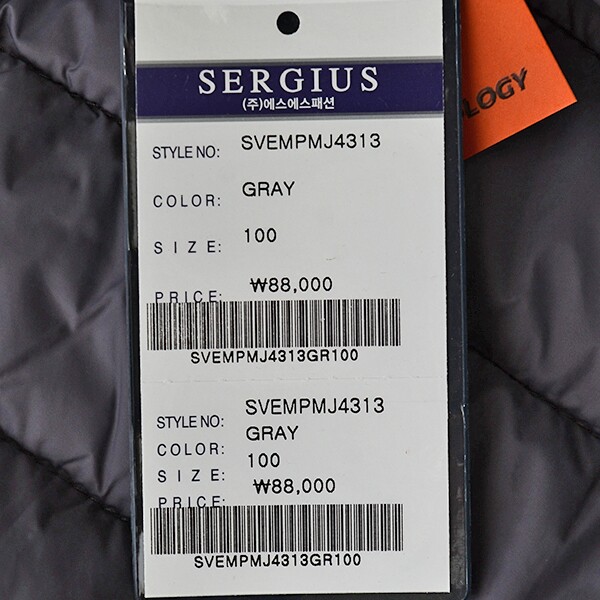 SERGIUS
(주)에스에스패션
STYLE NO: SVEMPMJ4313
COLOR: GRAY
SIZE: 100
PRICE: ₩88,000
SVEMPMJ4313GR100
STYLE NO: SVEMPMJ4313
COLOR: GRAY
SIZE: 100
PRICE: ₩88,000
SVEMPMJ4313GR100